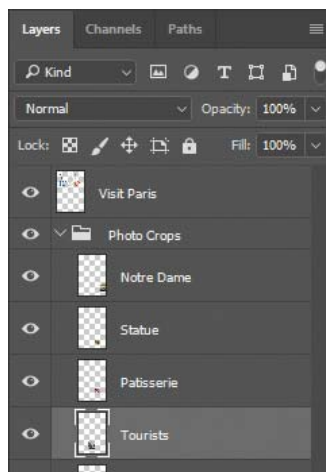 Layers Channels Paths
Kind T
Normal Opacity: 100%
Lock: Fill: 100%
Visit Paris
Photo Crops
Notre Dame
Statue
Patisserie
Tourists